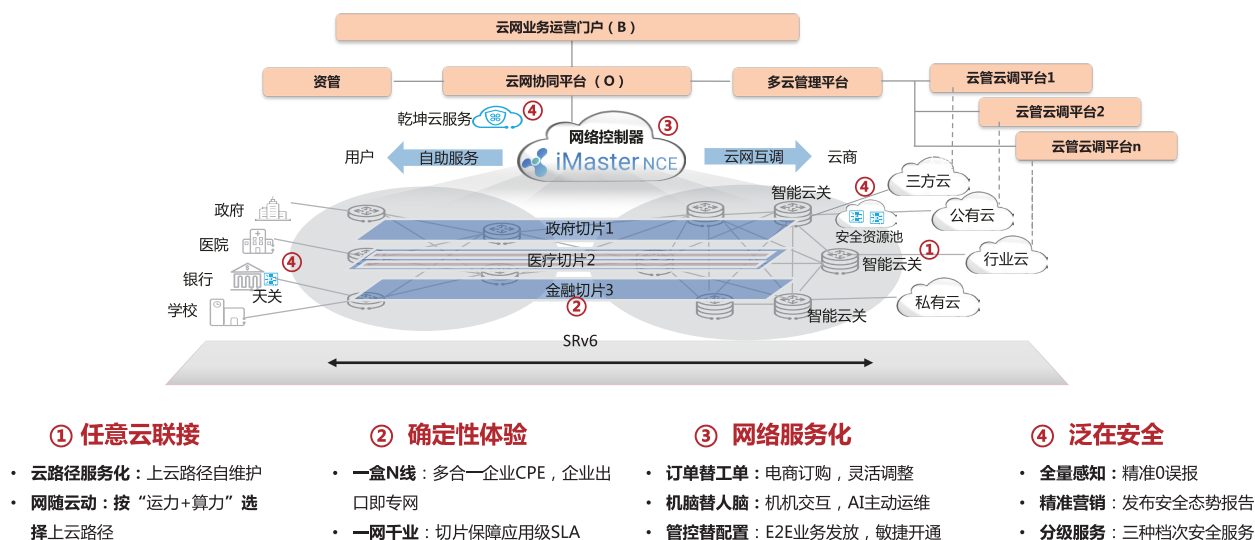 云网业务运营门户（B）
资管
云网协同平台 （O）
多云管理平台
云管云调平台1
云管云调平台2
云管云调平台n
乾坤云服务
④
网络控制器
③
iMaster NCE
用户
自助服务
云网互调
云商
三方云
智能云关
④
政府
政府切片1
安全资源池
公有云
医院
医疗切片2
①
智能云关
行业云
④
银行
天关
金融切片3
②
私有云
学校
智能云关
SRv6
① 任意云联接
• 云路径服务化：上云路径自维护
• 网随云动：按“运力+算力”选
择上云路径
② 确定性体验
• 一盒N线：多合一企业CPE，企业出
口即专网
• 一网千业：切片保障应用级SLA
③ 网络服务化
• 订单替工单：电商订购，灵活调整
• 机脑替人脑：机机交互，AI主动运维
• 管控替配置：E2E业务发放，敏捷开通
④ 泛在安全
• 全量感知：精准0误报
• 精准营销：发布安全态势报告
• 分级服务：三种档次安全服务